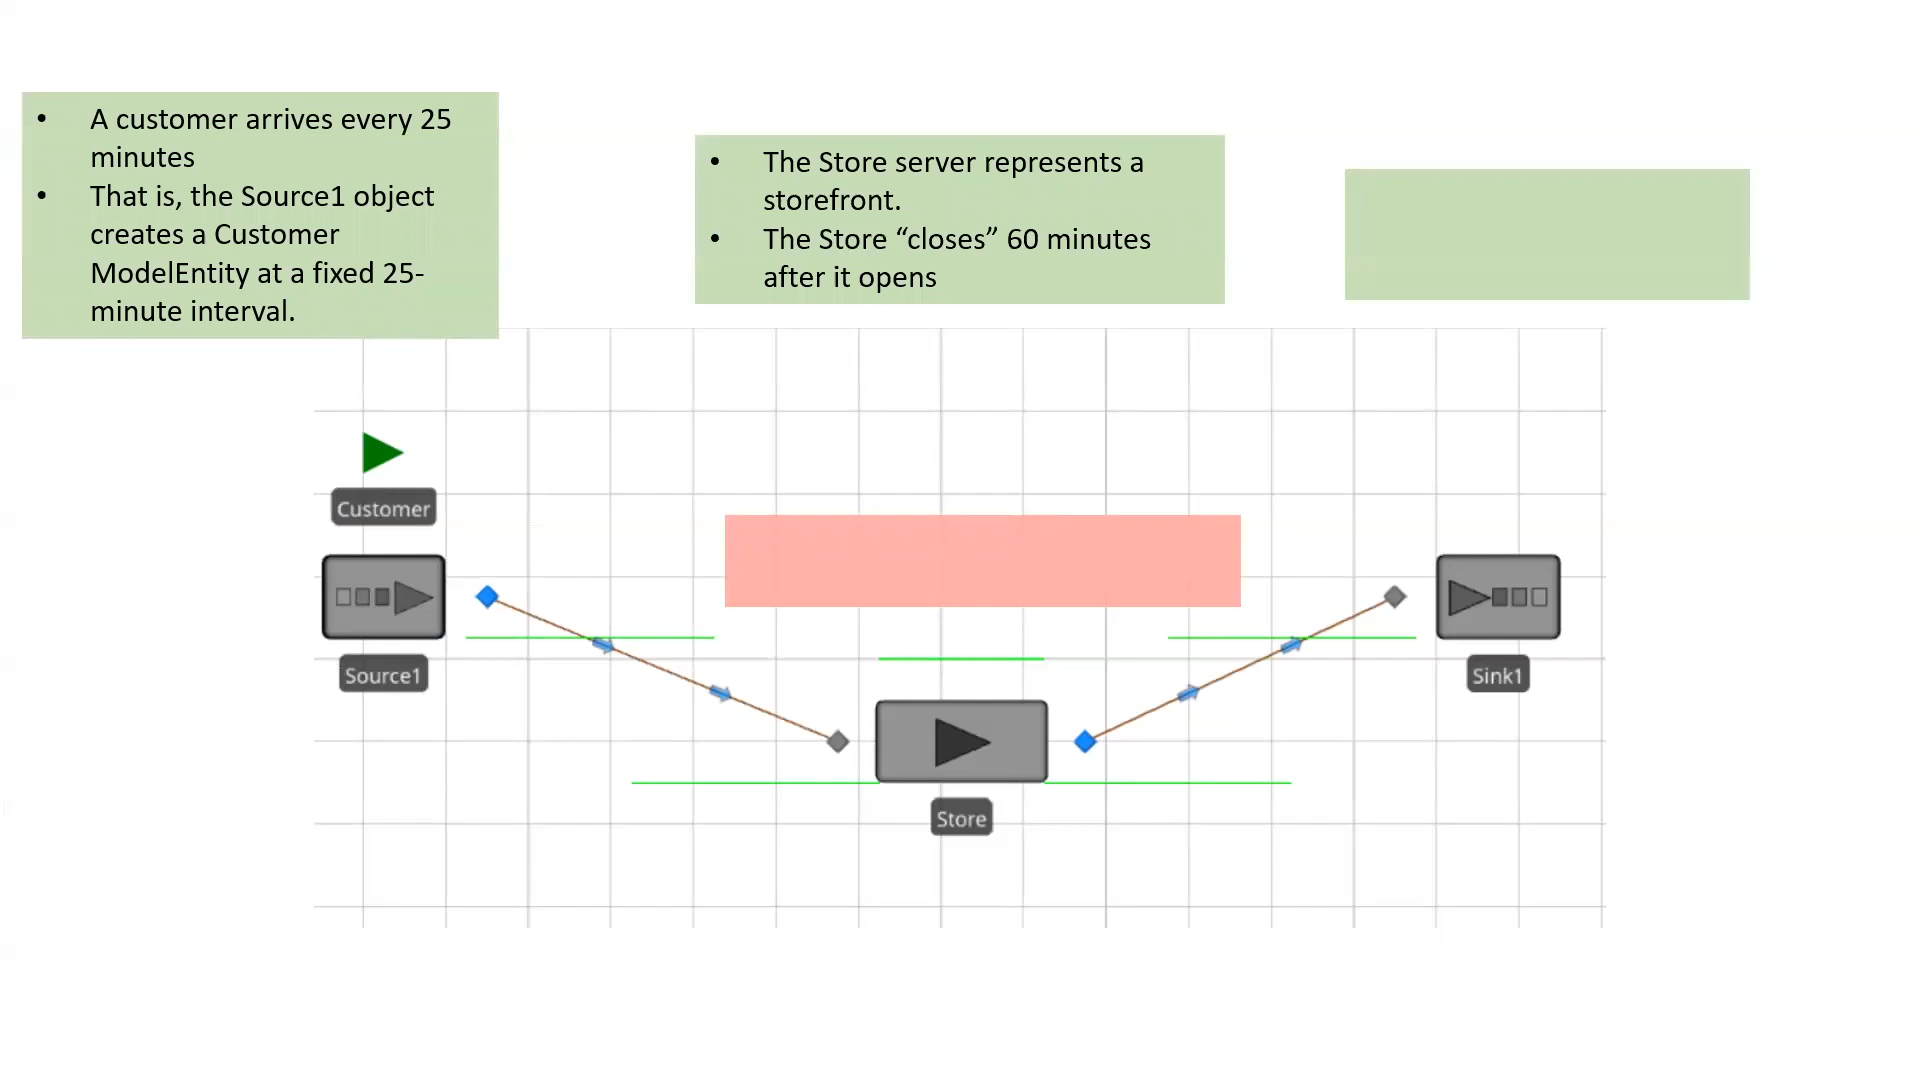 • A customer arrives every 25
minutes
• That is, the Source1 object
creates a Customer
ModelEntity at a fixed 25-
minute interval.
• The Store server represents a
storefront.
• The Store “closes” 60 minutes
after it opens
Customer
Source1
Sink1
Store